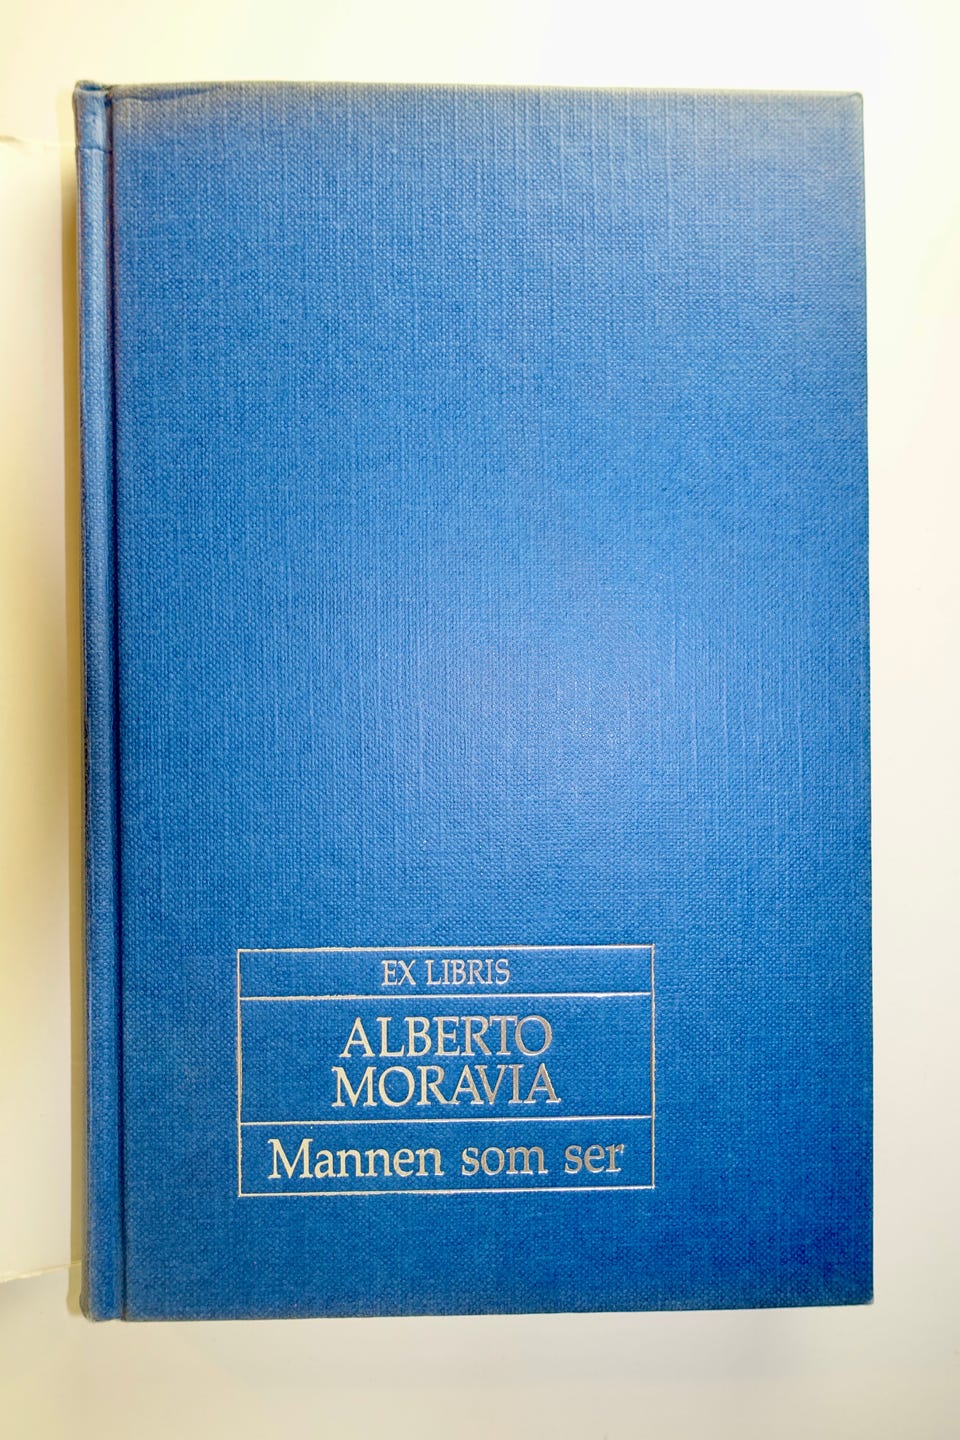 EX LIBRIS
ALBERTO
MORAVIA
Mannen som ser